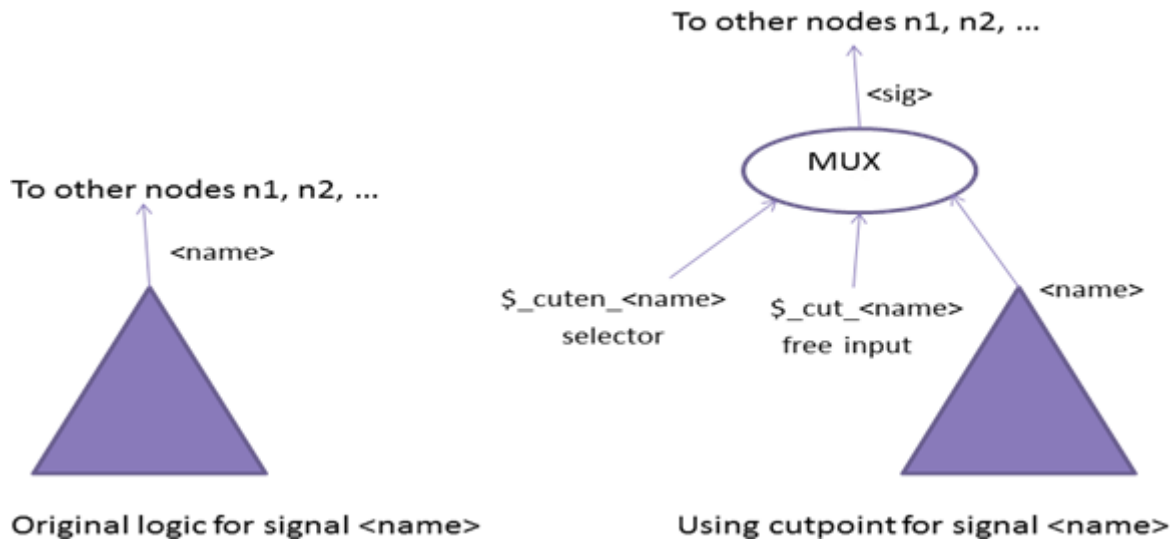 To other nodes n1, n2, ...
<name>
Original logic for signal <name>
To other nodes n1, n2, ...
<sig>
MUX
$_cuten_<name>
selector
$_cut_<name>
free input
<name>
Using cutpoint for signal <name>